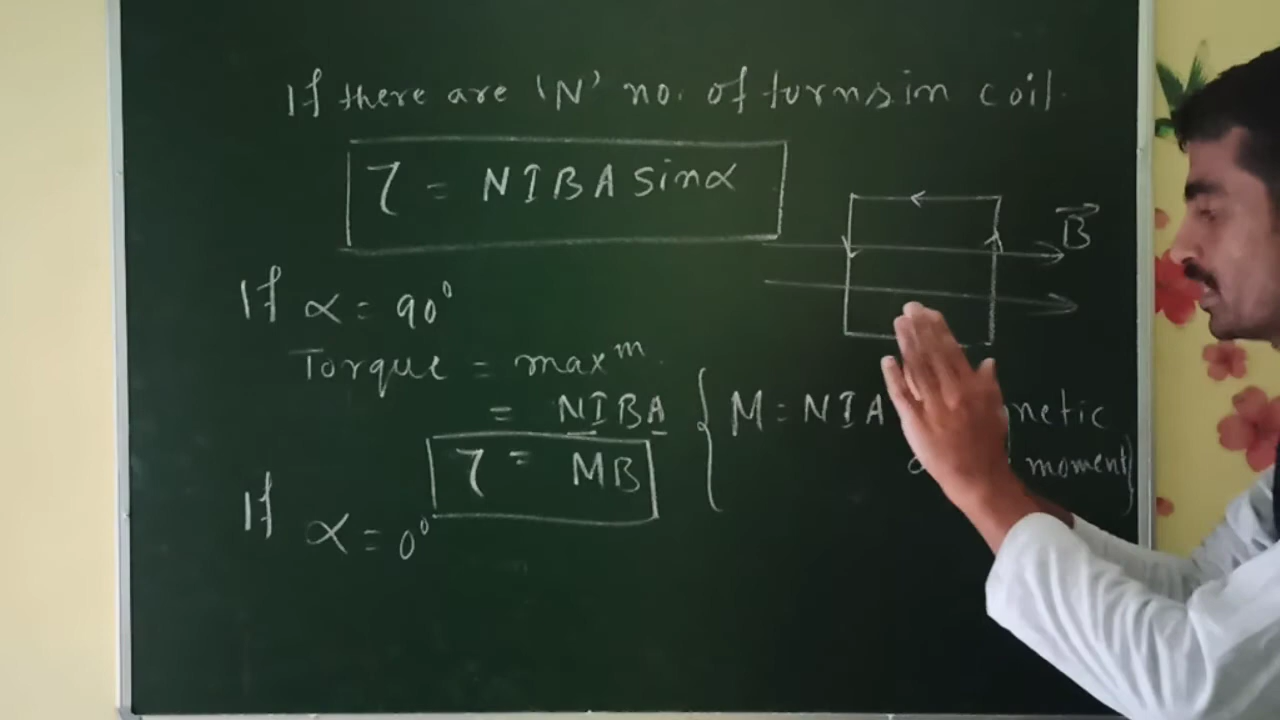 If there are 'N' no. of turns in coil.
τ = NIBA sinα
B⃗
If α = 90°
Torque = maxᵐ.
= NIBA { M = NIA
τ = MB moment }
If α = 0°